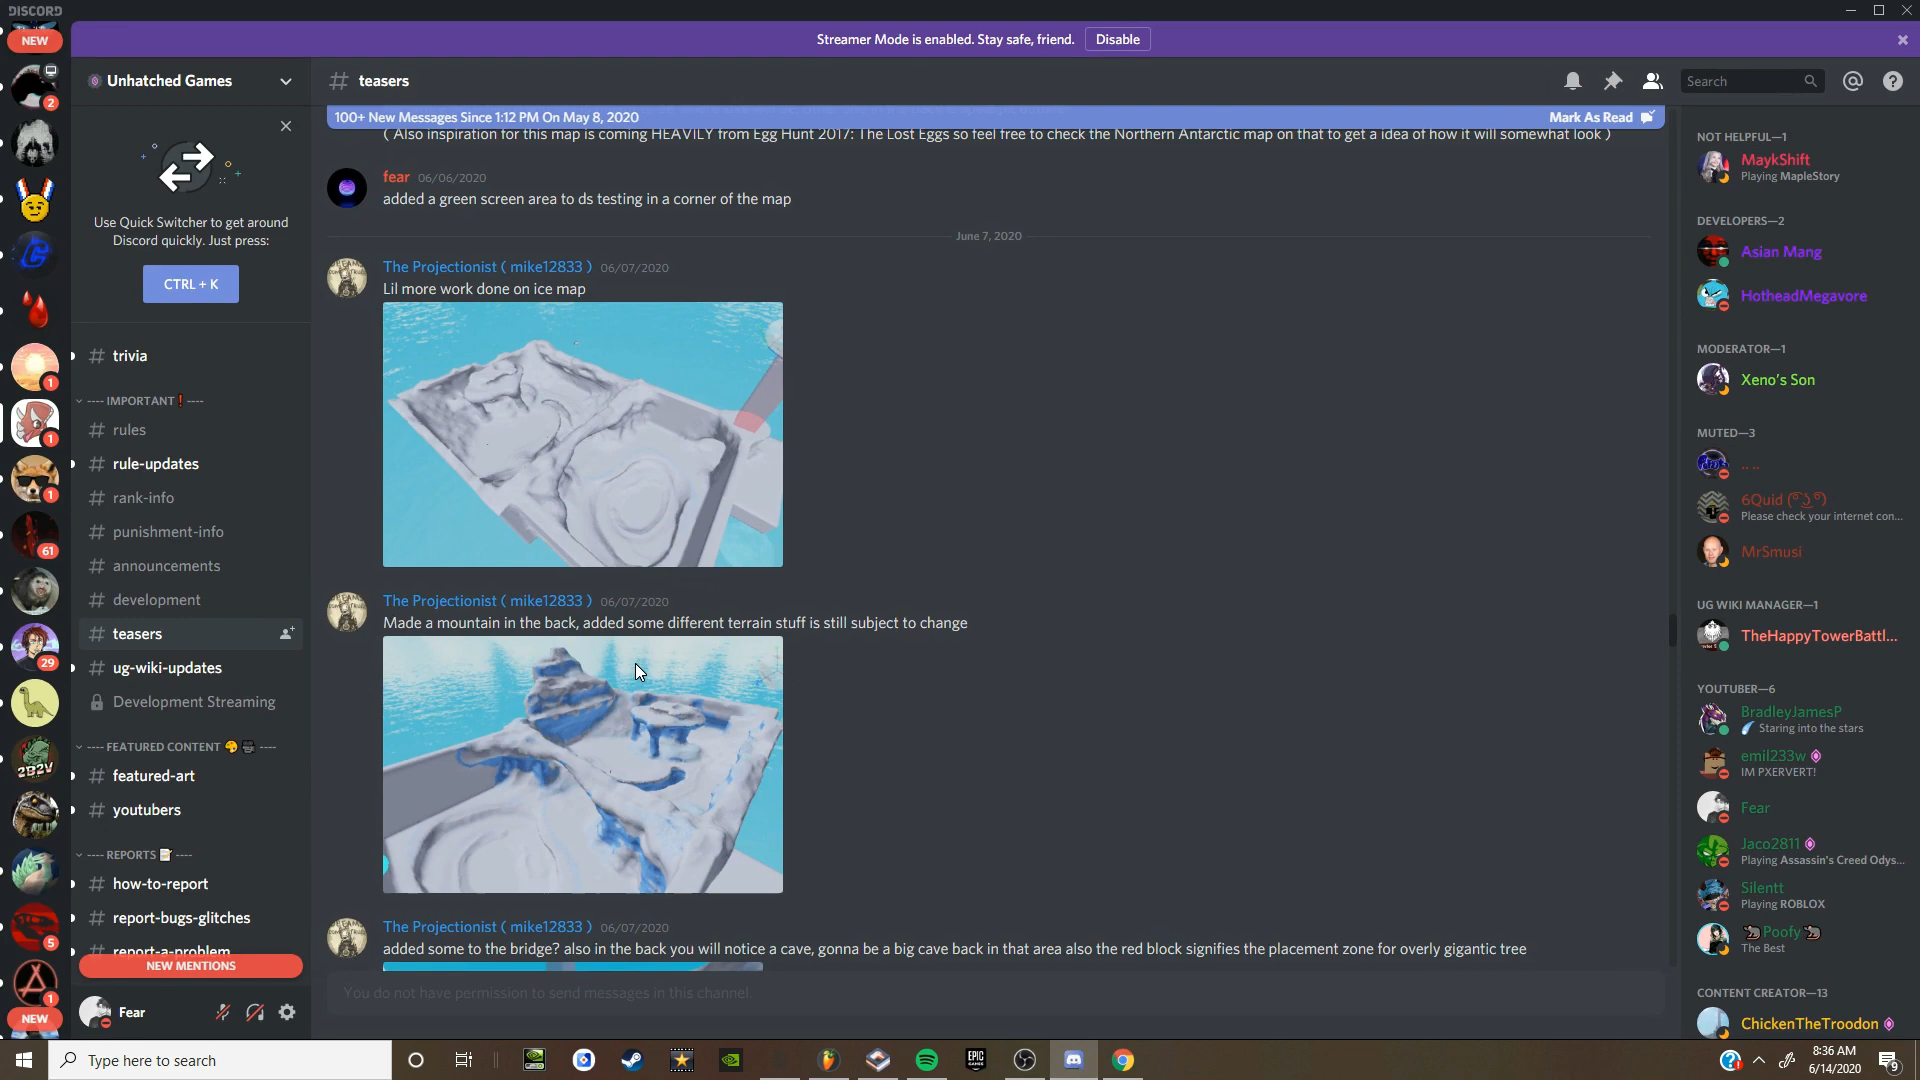 DISCORD
Streamer Mode is enabled. Stay safe, friend.
Disable
NEW
2
1
1
1
61
29
5
1
NEW
Unhatched Games
Use Quick Switcher to get around
Discord quickly. Just press:
CTRL + K
# trivia
---- IMPORTANT❗----
# rules
# rule-updates
# rank-info
# punishment-info
# announcements
# development
# teasers
# ug-wiki-updates
Development Streaming
---- FEATURED CONTENT ----
# featured-art
# youtubers
---- REPORTS 📝 ----
# how-to-report
# report-bugs-glitches
# report-a-problem
NEW MENTIONS
Fear
# teasers
Search
100+ New Messages Since 1:12 PM On May 8, 2020
Mark As Read
( Also inspiration for this map is coming HEAVILY from Egg Hunt 2017: The Lost Eggs so feel free to check the Northern Antarctic map on that to get a idea of how it will somewhat look )
fear 06/06/2020
added a green screen area to ds testing in a corner of the map
June 7, 2020
The Projectionist ( mike12833 ) 06/07/2020
Lil more work done on ice map
The Projectionist ( mike12833 ) 06/07/2020
Made a mountain in the back, added some different terrain stuff is still subject to change
The Projectionist ( mike12833 ) 06/07/2020
added some to the bridge? also in the back you will notice a cave, gonna be a big cave back in that area also the red block signifies the placement zone for overly gigantic tree
You do not have permission to send messages in this channel.
NOT HELPFUL—1
MaykShift
Playing MapleStory
DEVELOPERS—2
Asian Mang
HotheadMegavore
MODERATOR—1
Xeno's Son
MUTED—3
.. ..
6Quid ( ͡° ͜ʖ ͡°)
Please check your internet con...
MrSmusi
UG WIKI MANAGER—1
TheHappyTowerBattl...
YOUTUBER—6
BradleyJamesP
Staring into the stars
emil233w
IM PXERVERT!
Fear
Jaco2811
Playing Assassin's Creed Odys...
Silentt
Playing ROBLOX
Poofy
The Best
CONTENT CREATOR—13
ChickenTheTroodon
2B2V
Type here to search
EPIC GAMES
8:36 AM
6/14/2020
9